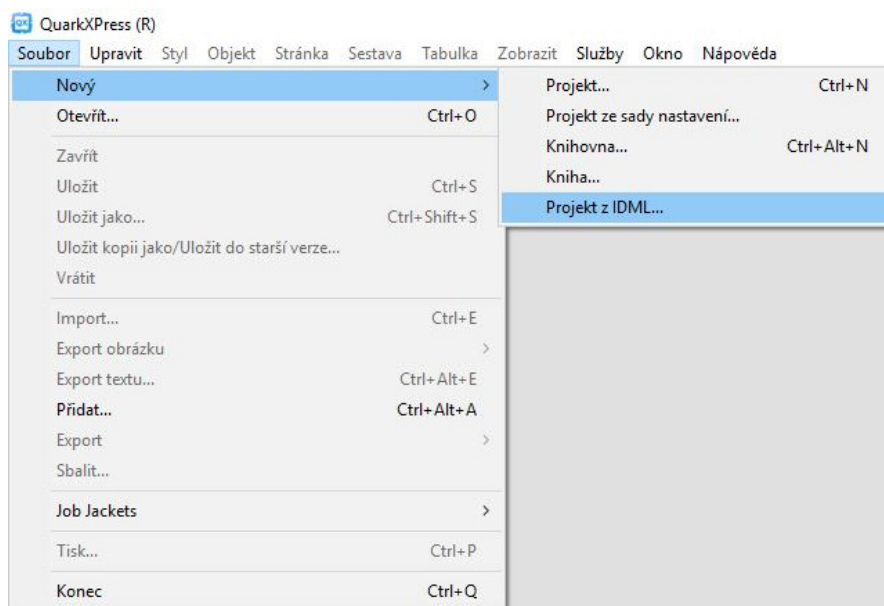 QX QuarkXPress (R)
Soubor Upravit Styl Objekt Stránka Sestava Tabulka Zobrazit Služby Okno Nápověda
Nový >
Otevřít... Ctrl+O
Zavřít
Uložit Ctrl+S
Uložit jako... Ctrl+Shift+S
Uložit kopii jako/Uložit do starší verze...
Vrátit
Import... Ctrl+E
Export obrázku >
Export textu... Ctrl+Alt+E
Přidat... Ctrl+Alt+A
Export >
Sbalit...
Job Jackets >
Tisk... Ctrl+P
Konec Ctrl+Q
Projekt... Ctrl+N
Projekt ze sady nastavení...
Knihovna... Ctrl+Alt+N
Kniha...
Projekt z IDML...